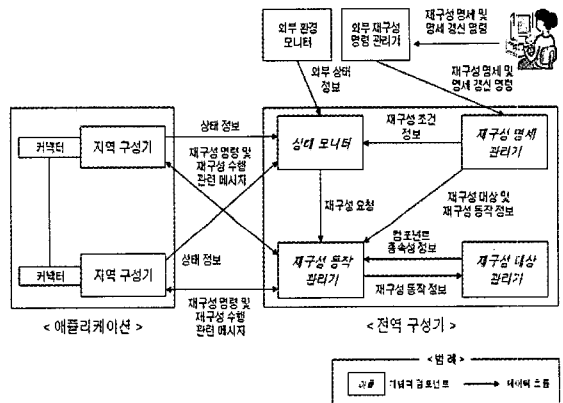 외부 환경
모니터
외부 재구성
명령 관리기
재구성 명세 및
명세 갱신 명령
외부 상태
정보
재구성 명세 및
명세 갱신 명령
커넥터
지역 구성기
상태 정보
재구성 명령 및
재구성 수행
관련 메시지
상태 모니터
재구성 조건
정보
재구성 명세
관리기
재구성 요청
재구성 대상 및
재구성 동작 정보
커넥터
지역 구성기
상태 정보
재구성 동작
관리기
컴포넌트
종속성 정보
재구성 동작 정보
재구성 대상
관리기
재구성 명령 및
재구성 수행
관련 메시지
< 애플리케이션 >
< 전역 구성기 >
< 범례 >
이름
개념적 컴포넌트
데이터 흐름